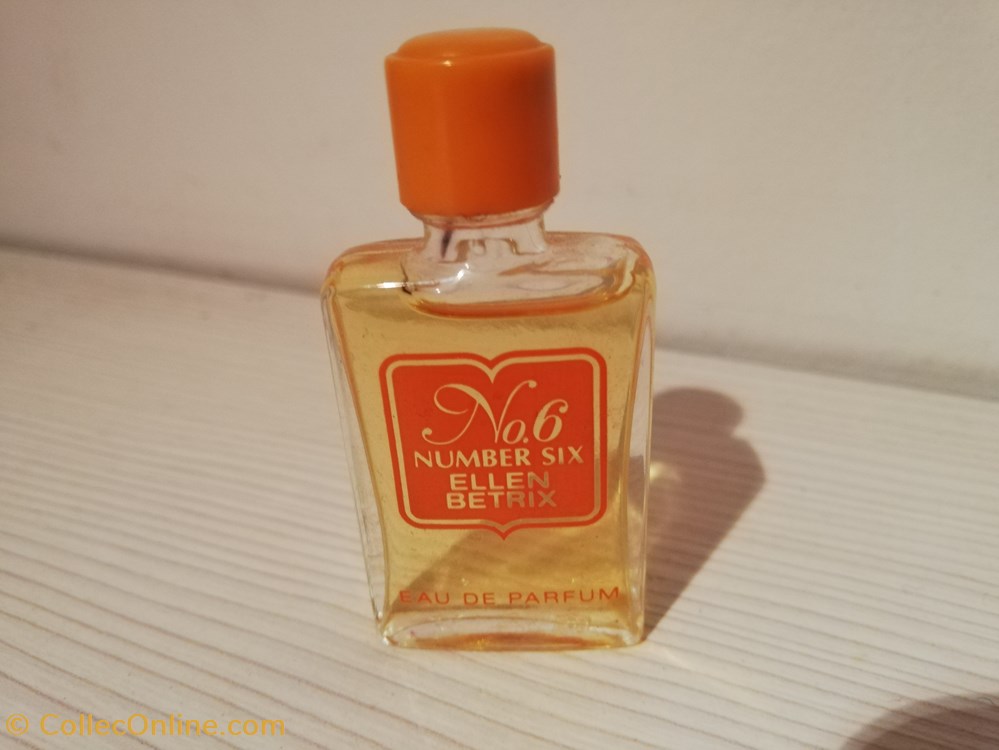 No.6
NUMBER SIX
ELLEN
BETRIX
EAU DE PARFUM
© CollecOnline.com